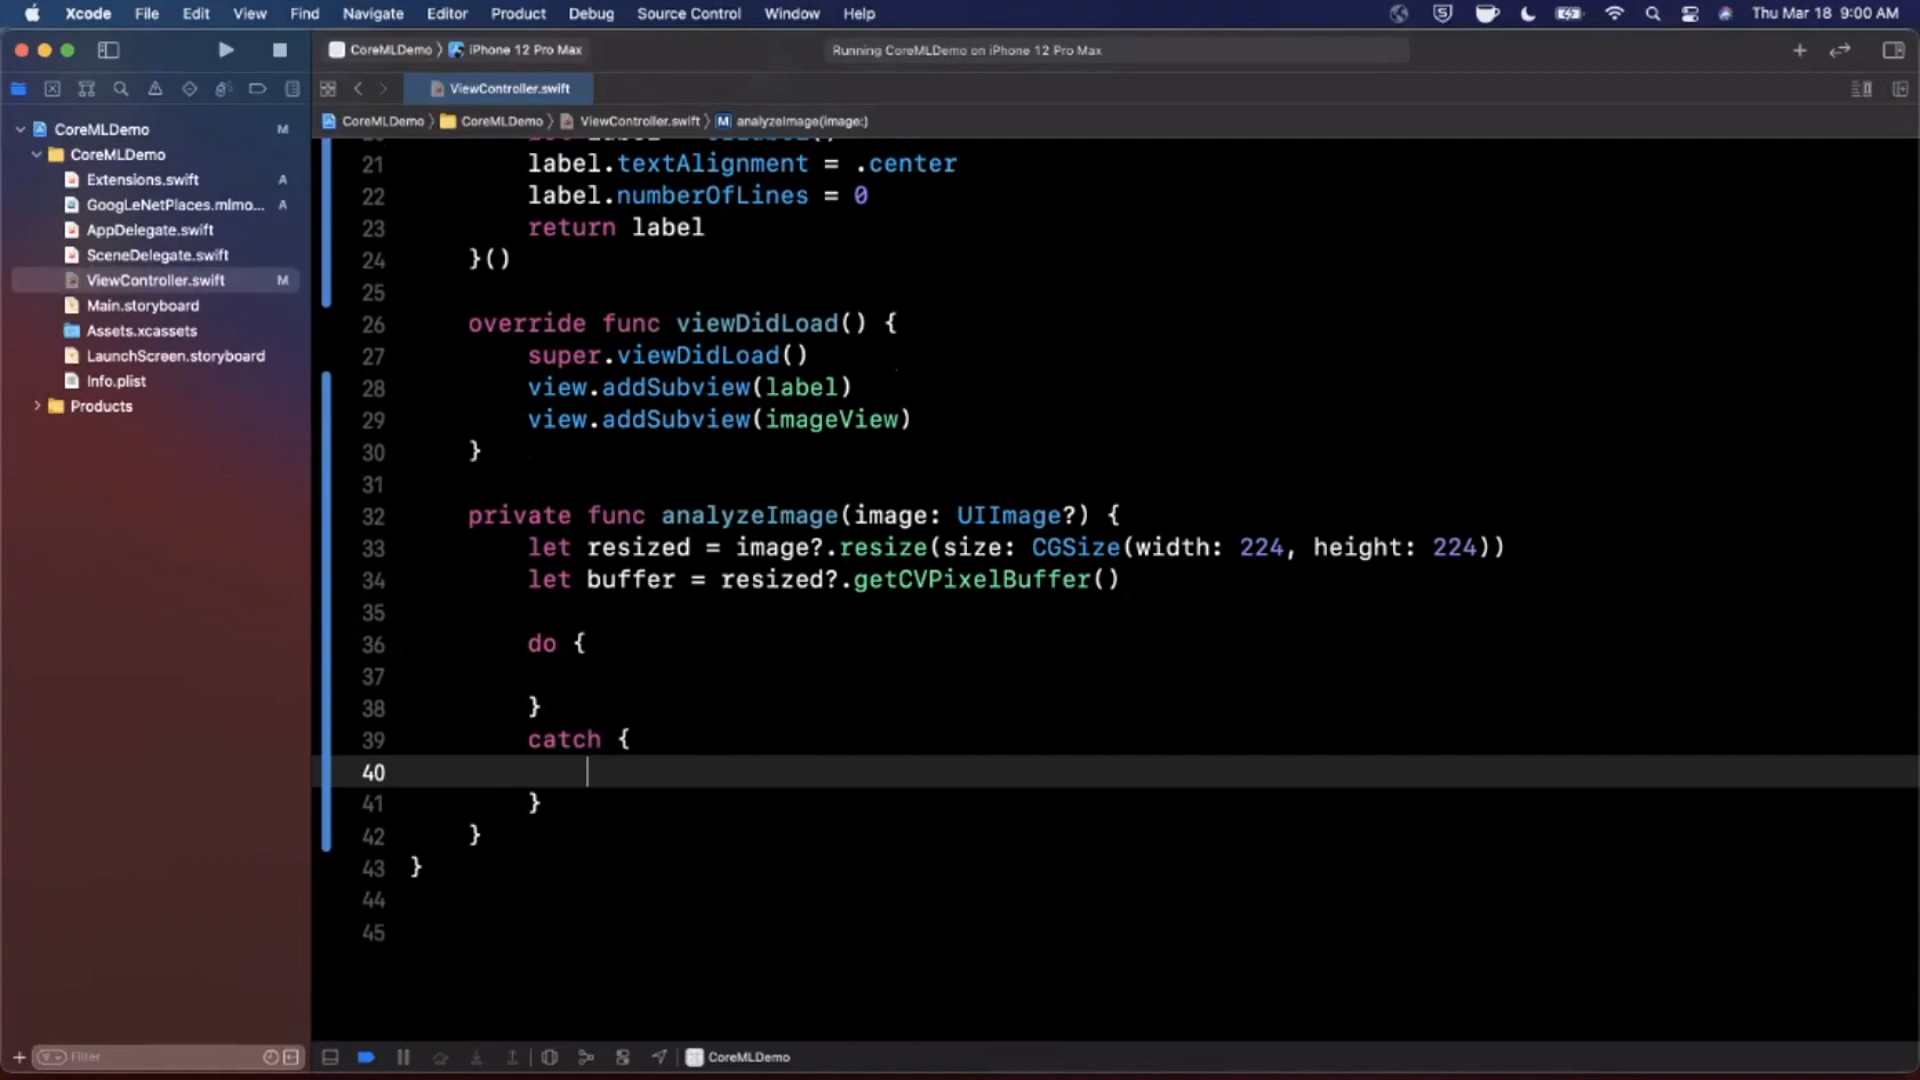 Xcode File Edit View Find Navigate Editor Product Debug Source Control Window Help Thu Mar 18 9:00 AM
CoreMLDemo iPhone 12 Pro Max Running CoreMLDemo on iPhone 12 Pro Max
ViewController.swift
CoreMLDemo CoreMLDemo ViewController.swift M analyzeImage(image:)
CoreMLDemo M
CoreMLDemo
Extensions.swift A
GoogLeNetPlaces.mlmo... A
AppDelegate.swift
SceneDelegate.swift
ViewController.swift M
Main.storyboard
Assets.xcassets
LaunchScreen.storyboard
Info.plist
Products
Filter
21 label.textAlignment = .center
22 label.numberOfLines = 0
23 return label
24 }()
25
26 override func viewDidLoad() {
27 super.viewDidLoad()
28 view.addSubview(label)
29 view.addSubview(imageView)
30 }
31
32 private func analyzeImage(image: UIImage?) {
33 let resized = image?.resize(size: CGSize(width: 224, height: 224))
34 let buffer = resized?.getCVPixelBuffer()
35
36 do {
37
38 }
39 catch {
40
41 }
42 }
43 }
44
45
CoreMLDemo